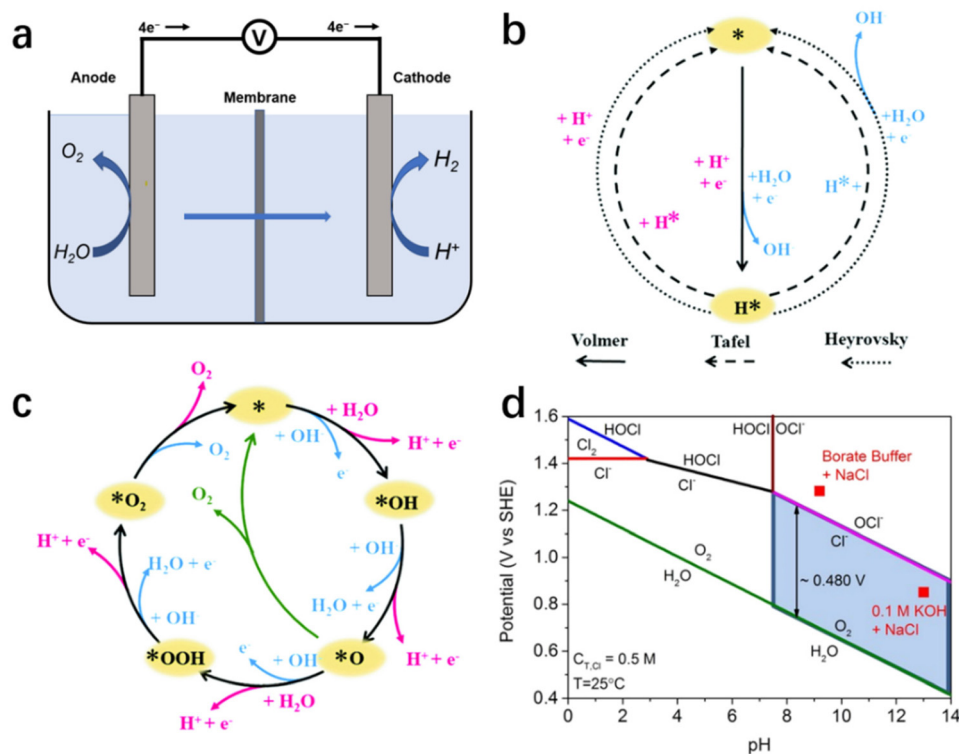 a
4e⁻
V
4e⁻
Anode
Cathode
Membrane
O₂
H₂
H₂O
H⁺
b
*
OH⁻
+ H⁺
+ e⁻
+H₂O
+ e⁻
+ H⁺
+ e⁻
+H₂O
+ e⁻
H* +
+ H*
OH⁻
H*
Volmer
Tafel
Heyrovsky
c
O₂
*
+ H₂O
+ OH⁻
H⁺ + e⁻
O₂
e⁻
*O₂
O₂
*OH
H⁺ + e⁻
+ OH⁻
H₂O + e⁻
H₂O + e⁻
+ OH⁻
*OOH
e⁻
+ OH⁻
*O
H⁺ + e⁻
+ H₂O
H⁺ + e⁻
d
Potential (V vs SHE)
1.6
1.4
1.2
1.0
0.8
0.6
0.4
HOCl
HOCl
OCl⁻
Cl₂
Cl⁻
HOCl
Cl⁻
Borate Buffer
+ NaCl
OCl⁻
Cl⁻
O₂
H₂O
~ 0.480 V
0.1 M KOH
+ NaCl
O₂
H₂O
C_T,Cl = 0.5 M
T=25°C
0 2 4 6 8 10 12 14
pH